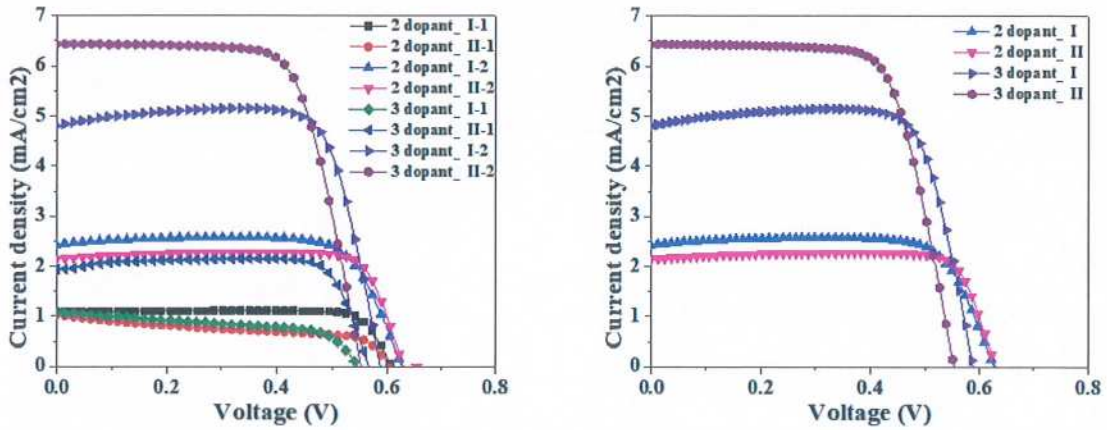 Current density (mA/cm2)
7
6
5
4
3
2
1
0
0.0
0.2
0.4
0.6
0.8
Voltage (V)
2 dopant_ I-1
2 dopant_ II-1
2 dopant_ I-2
2 dopant_ II-2
3 dopant_ I-1
3 dopant_ II-1
3 dopant_ I-2
3 dopant_ II-2
Current density (mA/cm2)
7
6
5
4
3
2
1
0
0.0
0.2
0.4
0.6
0.8
Voltage (V)
2 dopant_ I
2 dopant_ II
3 dopant_ I
3 dopant_ II